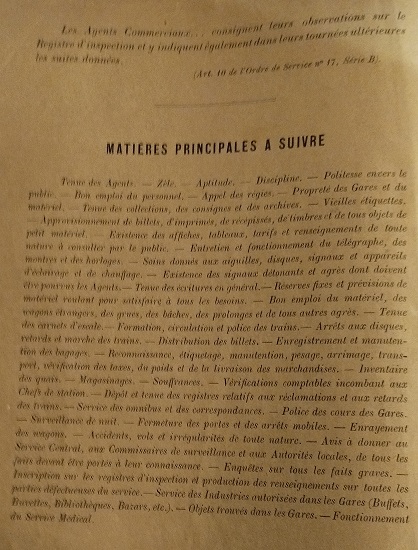 Les Agents Commerciaux... consignent leurs observations sur le
Registre d'inspection et y indiquent également dans leurs tournées ultérieures
les suites données.
(Art. 10 de l'Ordre de Service n° 17, Série B).
MATIÈRES PRINCIPALES A SUIVRE
Tenue des Agents. — Zèle. — Aptitude. — Discipline. — Politesse envers le
public. — Bon emploi du personnel. — Appel des régies. — Propreté des Gares et du
matériel. — Tenue des collections, des consignes et des archives. — Vieilles étiquettes.
— Approvisionnement de billets, d'imprimés, de récépissés, de timbres et de tous objets de
petit matériel. — Existence des affiches, tableaux, tarifs et renseignements de toute
nature à consulter par le public. — Entretien et fonctionnement du télégraphe, des
montres et des horloges. — Soins donnés aux aiguilles, disques, signaux et appareils
d'éclairage et de chauffage. — Existence des signaux détonants et agrès dont doivent
être pourvus les Agents. — Tenue des écritures en général. — Réserves fixes et prévisions de
matériel roulant pour satisfaire à tous les besoins. — Bon emploi du matériel, des
wagons étrangers, des grues, des bâches, des prolonges et de tous autres agrès. — Tenue
des carnets d'escale. — Formation, circulation et police des trains. — Arrêts aux disques,
retards et marche des trains. — Distribution des billets. — Enregistrement et manuten-
tion des bagages. — Reconnaissance, étiquetage, manutention, pesage, arrimage, trans-
port, vérification des taxes, du poids et de la livraison des marchandises. — Inventaire
des quais. — Magasinages. — Souffrances. — Vérifications comptables incombant aux
Chefs de station. — Dépôt et tenue des registres relatifs aux réclamations et aux retards
des trains. — Service des omnibus et des correspondances. — Police des cours des Gares.
— Surveillance de nuit. — Fermeture des portes et des arrêts mobiles. — Enrayement
des wagons. — Accidents, vols et irrégularités de toute nature. — Avis à donner au
Service Central, aux Commissaires de surveillance et aux Autorités locales, de tous les
faits devant être portés à leur connaissance. — Enquêtes sur tous les faits graves. —
Inscription sur les registres d'inspection et production des renseignements sur toutes les
parties défectueuses du service. — Service des Industries autorisées dans les Gares (Buffets,
Buvettes, Bibliothèques, Bazars, etc.). — Objets trouvés dans les Gares. — Fonctionnement
du Service Médical.